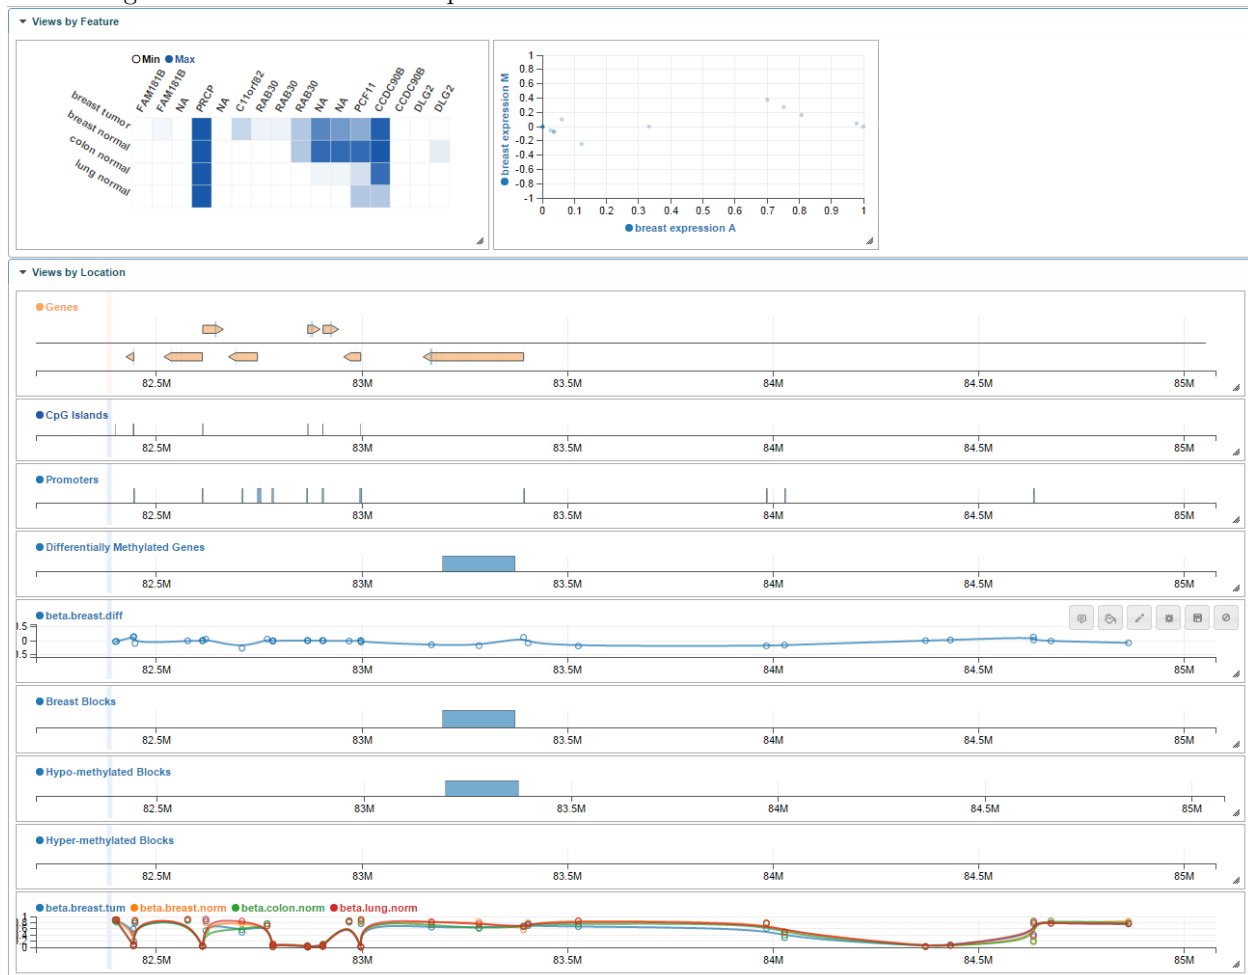 Views by Feature
Min Max
FAM181B FAM181B NA PRCP NA C11orf82 RAB30 RAB30 RAB30 NA NA PCF11 CCDC90B CCDC90B DLG2 DLG2
breast tumor
breast normal
colon normal
lung normal
breast expression M
1
0.8
0.6
0.4
0.2
0
-0.2
-0.4
-0.6
-0.8
-1
0 0.1 0.2 0.3 0.4 0.5 0.6 0.7 0.8 0.9 1
breast expression A
Views by Location
Genes
82.5M 83M 83.5M 84M 84.5M 85M
CpG Islands
82.5M 83M 83.5M 84M 84.5M 85M
Promoters
82.5M 83M 83.5M 84M 84.5M 85M
Differentially Methylated Genes
82.5M 83M 83.5M 84M 84.5M 85M
beta.breast.diff
0
82.5M 83M 83.5M 84M 84.5M 85M
Breast Blocks
82.5M 83M 83.5M 84M 84.5M 85M
Hypo-methylated Blocks
82.5M 83M 83.5M 84M 84.5M 85M
Hyper-methylated Blocks
82.5M 83M 83.5M 84M 84.5M 85M
beta.breast.tum beta.breast.norm beta.colon.norm beta.lung.norm
1
0
82.5M 83M 83.5M 84M 84.5M 85M